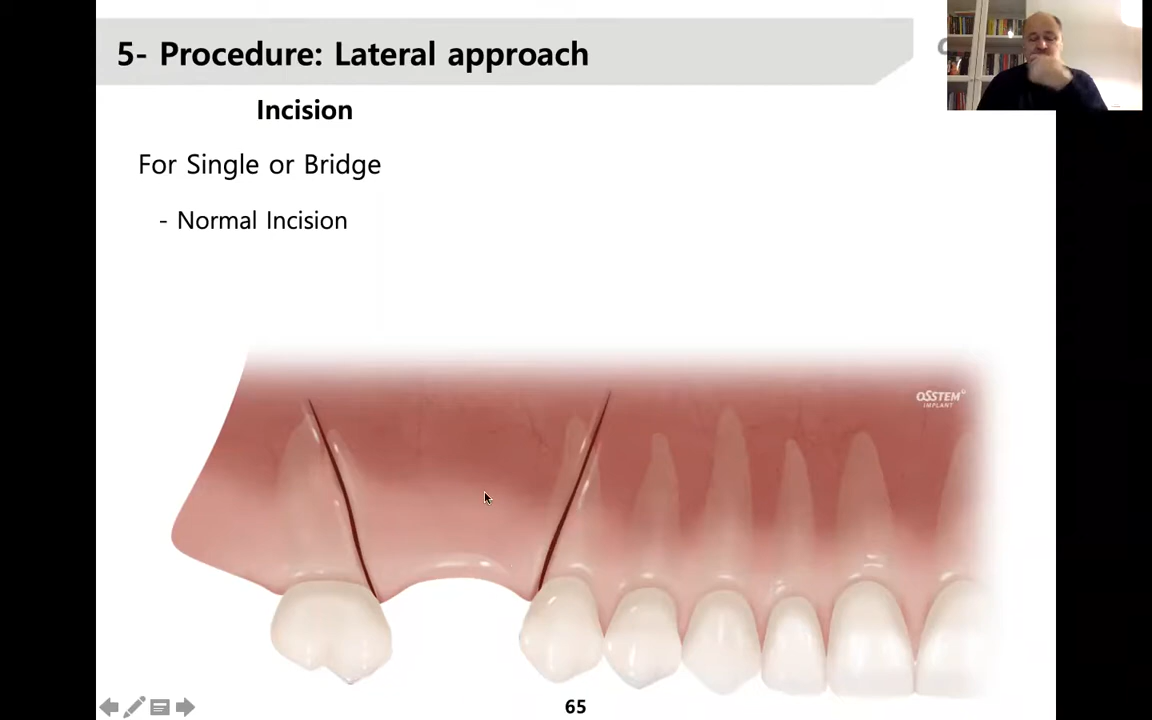 5- Procedure: Lateral approach
Incision
For Single or Bridge
- Normal Incision
OSSTEM®
IMPLANT
65